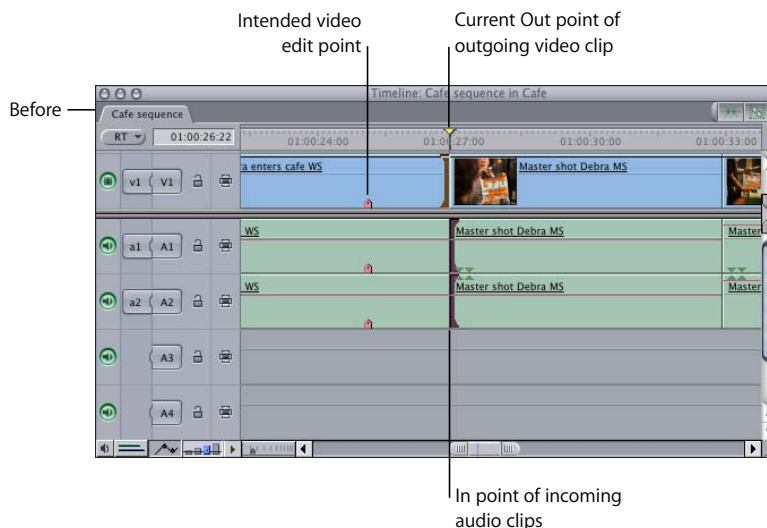 Intended video
edit point
Current Out point of
outgoing video clip
Before
Timeline: Cafe sequence in Cafe
Cafe sequence
RT
01:00:26:22
01:00:24:00
01:00:27:00
01:00:30:00
01:00:33:00
v1 V1
a enters cafe WS
Master shot Debra MS
a1 A1
WS
Master shot Debra MS
Master
a2 A2
WS
Master shot Debra MS
Master
A3
A4
In point of incoming
audio clips